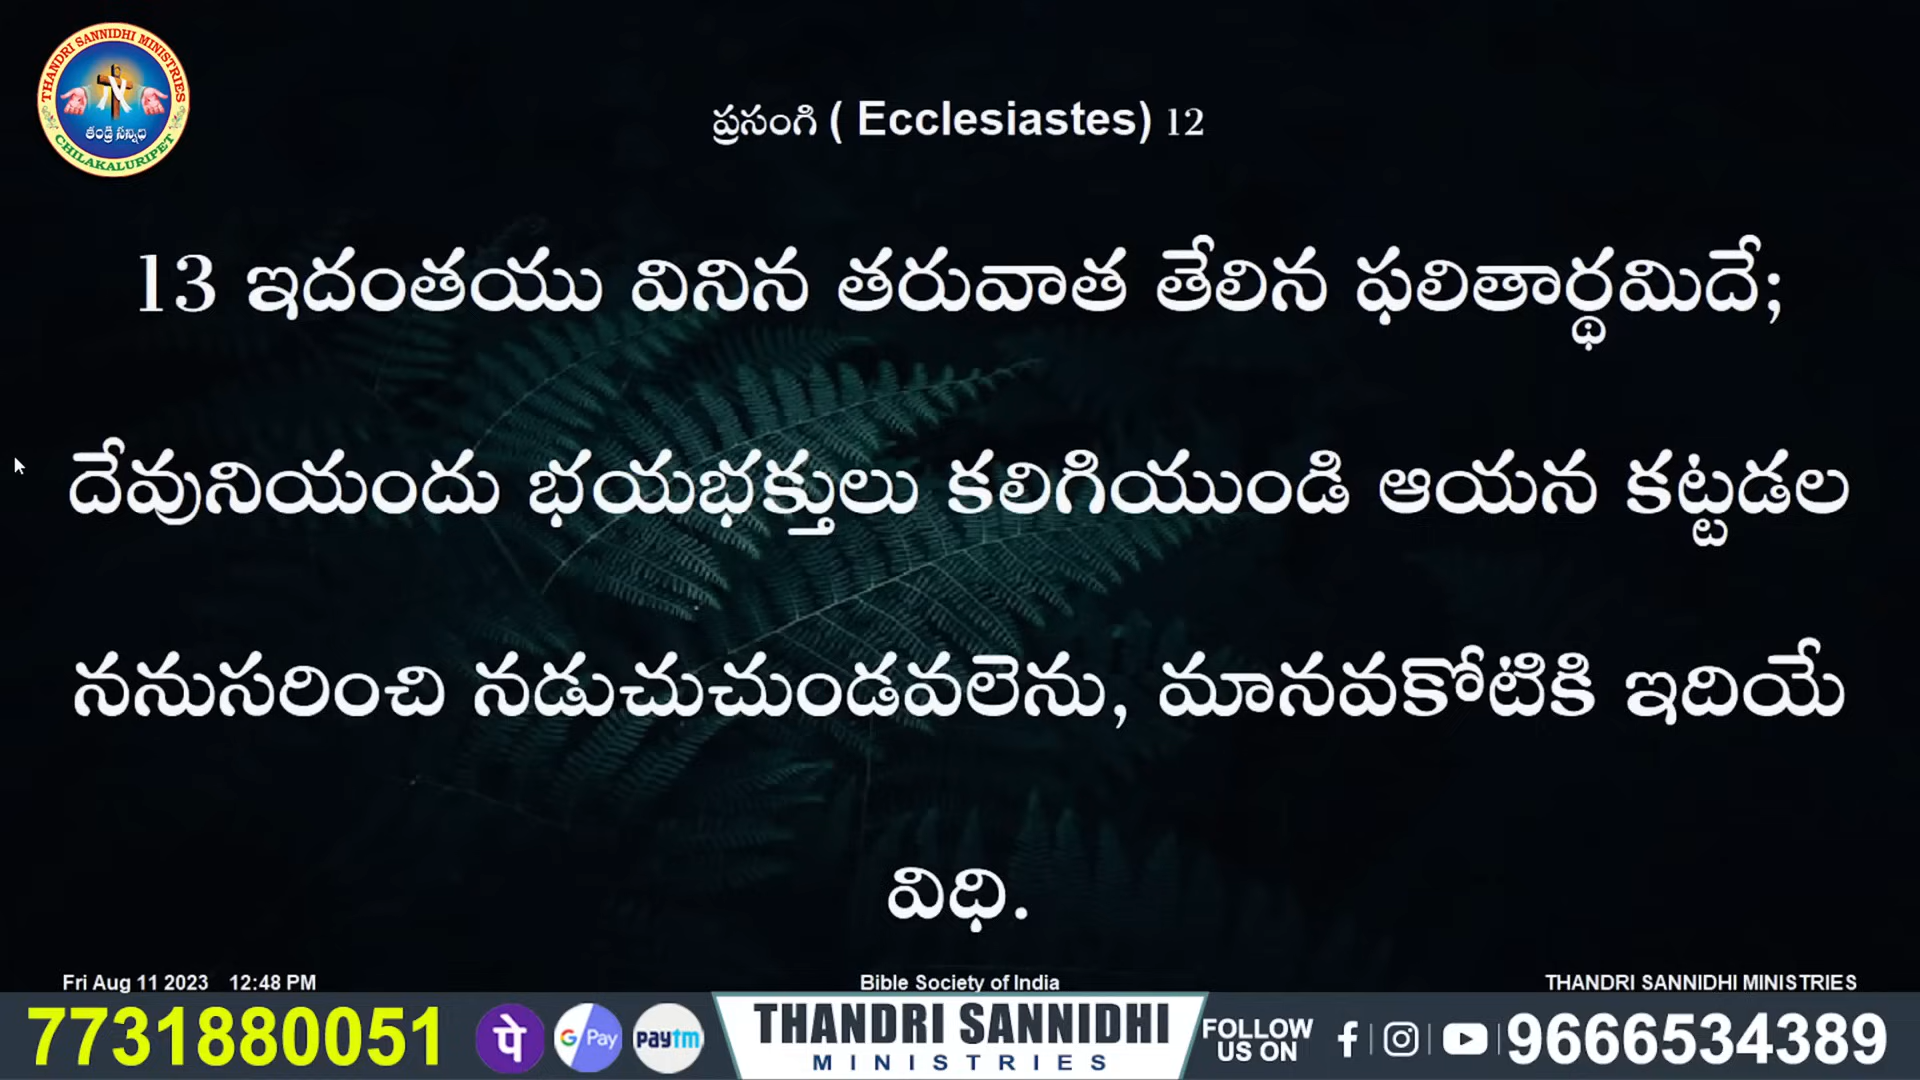 THANDRI SANNIDHI MINISTRIES
తండ్రి సన్నిధి
CHILAKALURIPET
ప్రసంగి ( Ecclesiastes) 12
13 ఇదంతయు వినిన తరువాత తేలిన ఫలితార్థమిదే;
దేవునియందు భయభక్తులు కలిగియుండి ఆయన కట్టడల
ననుసరించి నడుచుచుండవలెను, మానవకోటికి ఇదియే
విధి.
Fri Aug 11 2023 12:48 PM
Bible Society of India
THANDRI SANNIDHI MINISTRIES
7731880051
पे
G Pay
paytm
THANDRI SANNIDHI
MINISTRIES
FOLLOW
US ON
9666534389